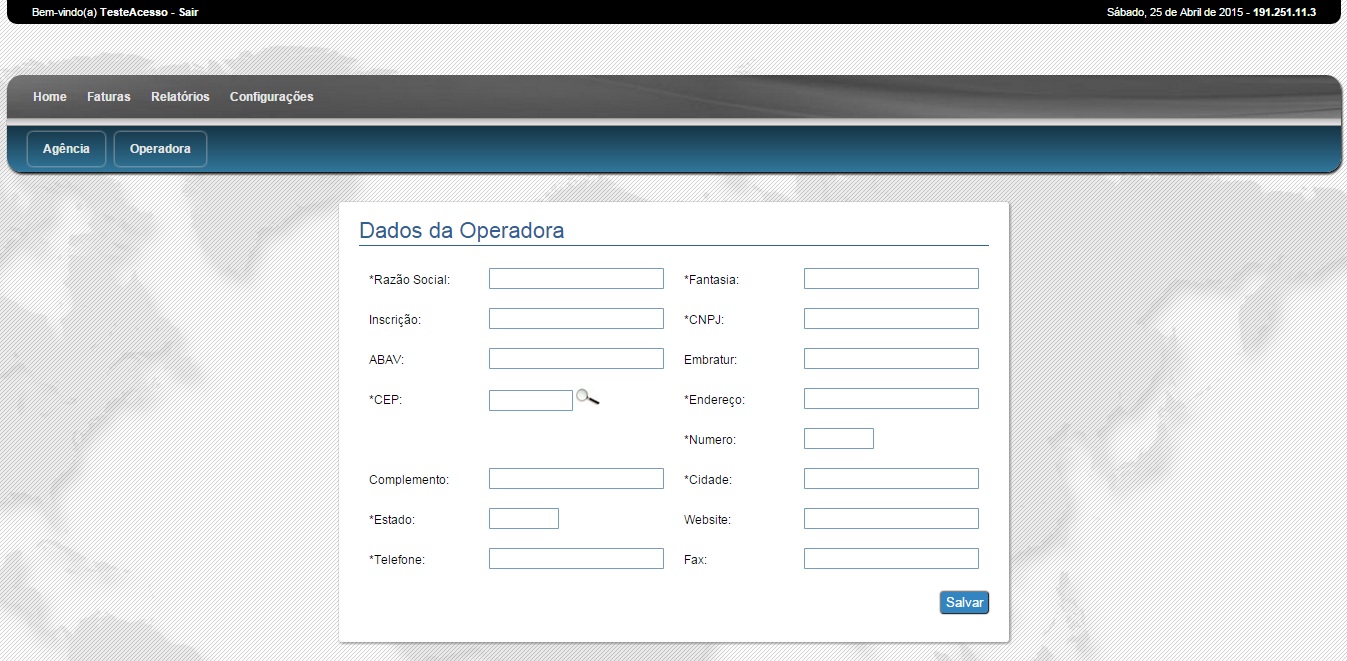 Bem-vindo(a) TesteAcesso - Sair
Sábado, 25 de Abril de 2015 - 191.251.11.3
Home Faturas Relatórios Configurações
Agência Operadora
Dados da Operadora
*Razão Social: *Fantasia:
Inscrição: *CNPJ:
ABAV: Embratur:
*CEP: *Endereço:
*Numero:
Complemento: *Cidade:
*Estado: Website:
*Telefone: Fax:
Salvar